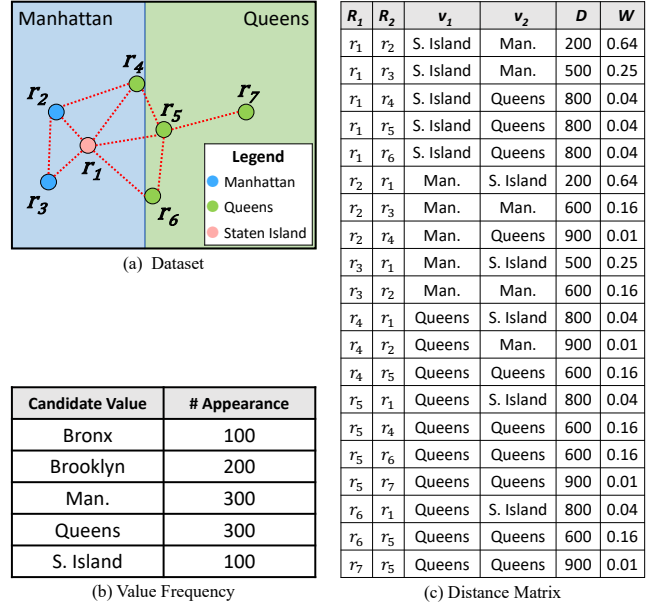 Manhattan Queens
r4
r2
r7
r5
r1
r3
r6
Legend
Manhattan
Queens
Staten Island
(a) Dataset
Candidate Value # Appearance
Bronx 100
Brooklyn 200
Man. 300
Queens 300
S. Island 100
(b) Value Frequency
R1 R2 v1 v2 D W
r1 r2 S. Island Man. 200 0.64
r1 r3 S. Island Man. 500 0.25
r1 r4 S. Island Queens 800 0.04
r1 r5 S. Island Queens 800 0.04
r1 r6 S. Island Queens 800 0.04
r2 r1 Man. S. Island 200 0.64
r2 r3 Man. Man. 600 0.16
r2 r4 Man. Queens 900 0.01
r3 r1 Man. S. Island 500 0.25
r3 r2 Man. Man. 600 0.16
r4 r1 Queens S. Island 800 0.04
r4 r2 Queens Man. 900 0.01
r4 r5 Queens Queens 600 0.16
r5 r1 Queens S. Island 800 0.04
r5 r4 Queens Queens 600 0.16
r5 r6 Queens Queens 600 0.16
r5 r7 Queens Queens 900 0.01
r6 r1 Queens S. Island 800 0.04
r6 r5 Queens Queens 600 0.16
r7 r5 Queens Queens 900 0.01
(c) Distance Matrix